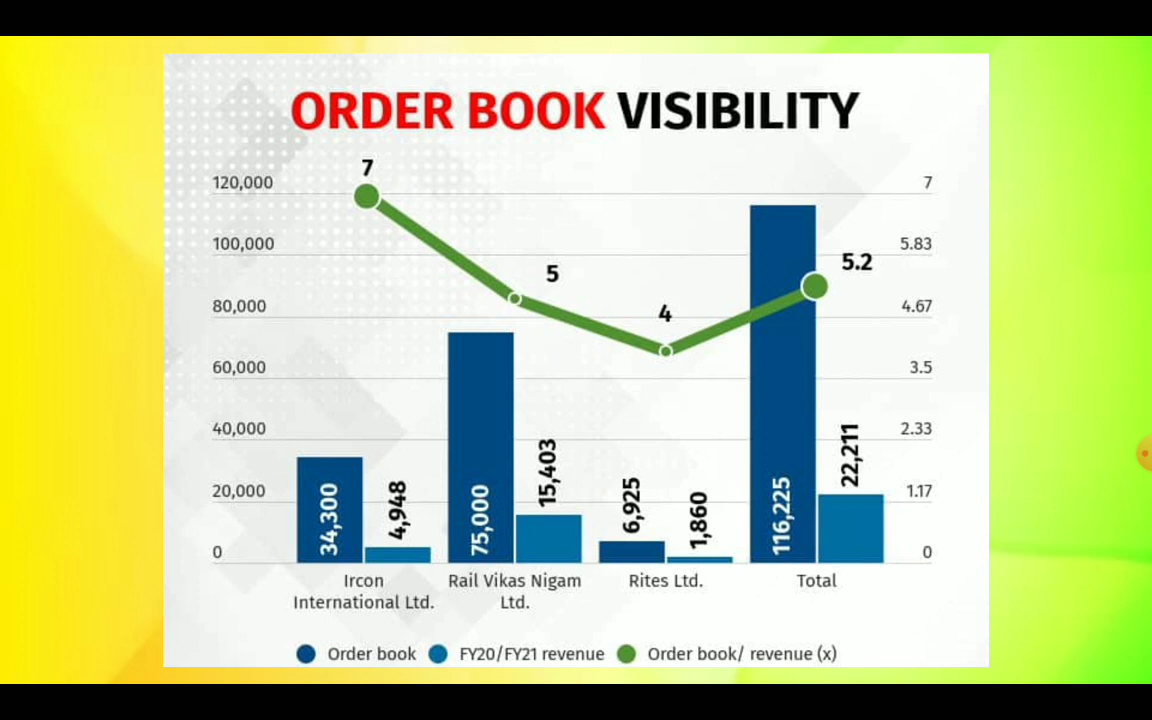 ORDER BOOK VISIBILITY
7
120,000
7
100,000
5.83
5
5.2
80,000
4.67
4
60,000
3.5
40,000
2.33
20,000
1.17
0
0
34,300
4,948
75,000
15,403
6,925
1,860
116,225
22,211
Ircon
International Ltd.
Rail Vikas Nigam
Ltd.
Rites Ltd.
Total
Order book
FY20/FY21 revenue
Order book/ revenue (x)